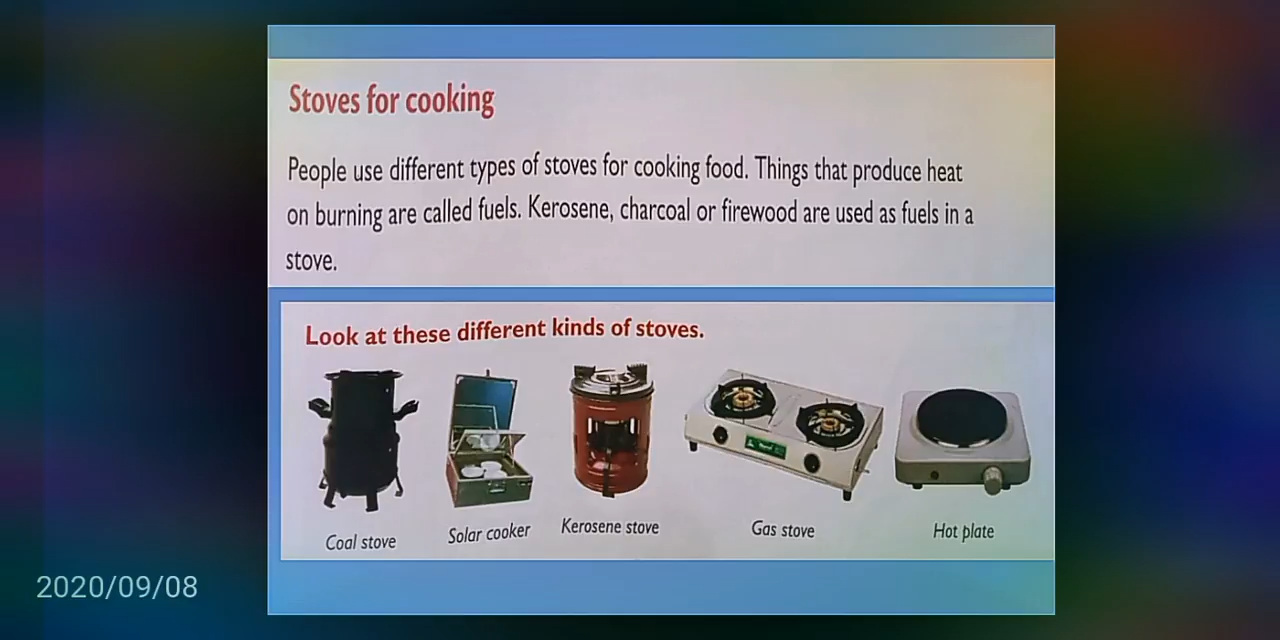 Stoves for cooking
People use different types of stoves for cooking food. Things that produce heat
on burning are called fuels. Kerosene, charcoal or firewood are used as fuels in a
stove.
Look at these different kinds of stoves.
Coal stove
Solar cooker
Kerosene stove
Gas stove
Hot plate
2020/09/08